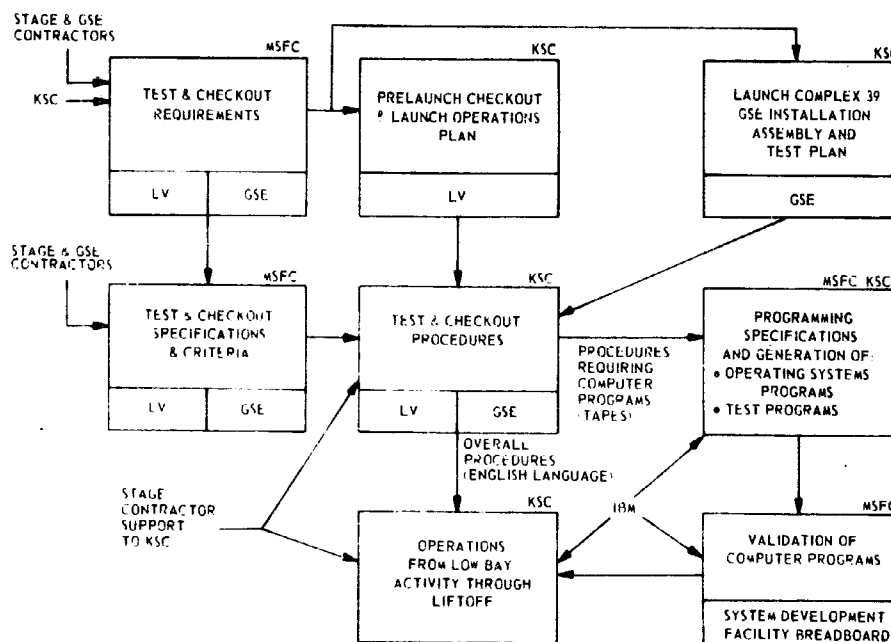 STAGE & GSE
CONTRACTORS
KSC
MSFC
TEST & CHECKOUT
REQUIREMENTS
LV
GSE
KSC
PRELAUNCH CHECKOUT
& LAUNCH OPERATIONS
PLAN
LV
KSC
LAUNCH COMPLEX 39
GSE INSTALLATION
ASSEMBLY AND
TEST PLAN
GSE
STAGE & GSE
CONTRACTORS
MSFC
TEST & CHECKOUT
SPECIFICATIONS
& CRITERIA
LV
GSE
KSC
TEST & CHECKOUT
PROCEDURES
LV
GSE
PROCEDURES
REQUIRING
COMPUTER
PROGRAMS
(TAPES)
MSFC KSC
PROGRAMMING
SPECIFICATIONS
AND GENERATION OF:
• OPERATING SYSTEMS
PROGRAMS
• TEST PROGRAMS
OVERALL
PROCEDURES
(ENGLISH LANGUAGE)
STAGE
CONTRACTOR
SUPPORT
TO KSC
KSC
OPERATIONS
FROM LOW BAY
ACTIVITY THROUGH
LIFTOFF
IBM
MSFC
VALIDATION OF
COMPUTER PROGRAMS
SYSTEM DEVELOPMENT
FACILITY BREADBOARD